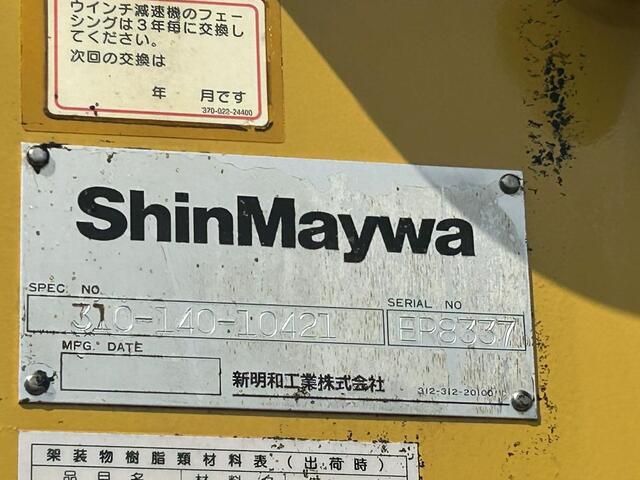 ウインチ減速機のフェー
シングは3年毎に交換し
てください。
次回の交換は
年 月です
370-022-24400
ShinMaywa
SPEC. NO.
310-140-10421
SERIAL NO
EP8337
MFG. DATE
新明和工業株式会社
312-312-20100
架装物樹脂類材料表(出荷時)
品目名